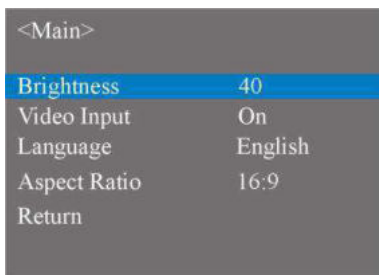 <Main>
Brightness 40
Video Input On
Language English
Aspect Ratio 16:9
Return